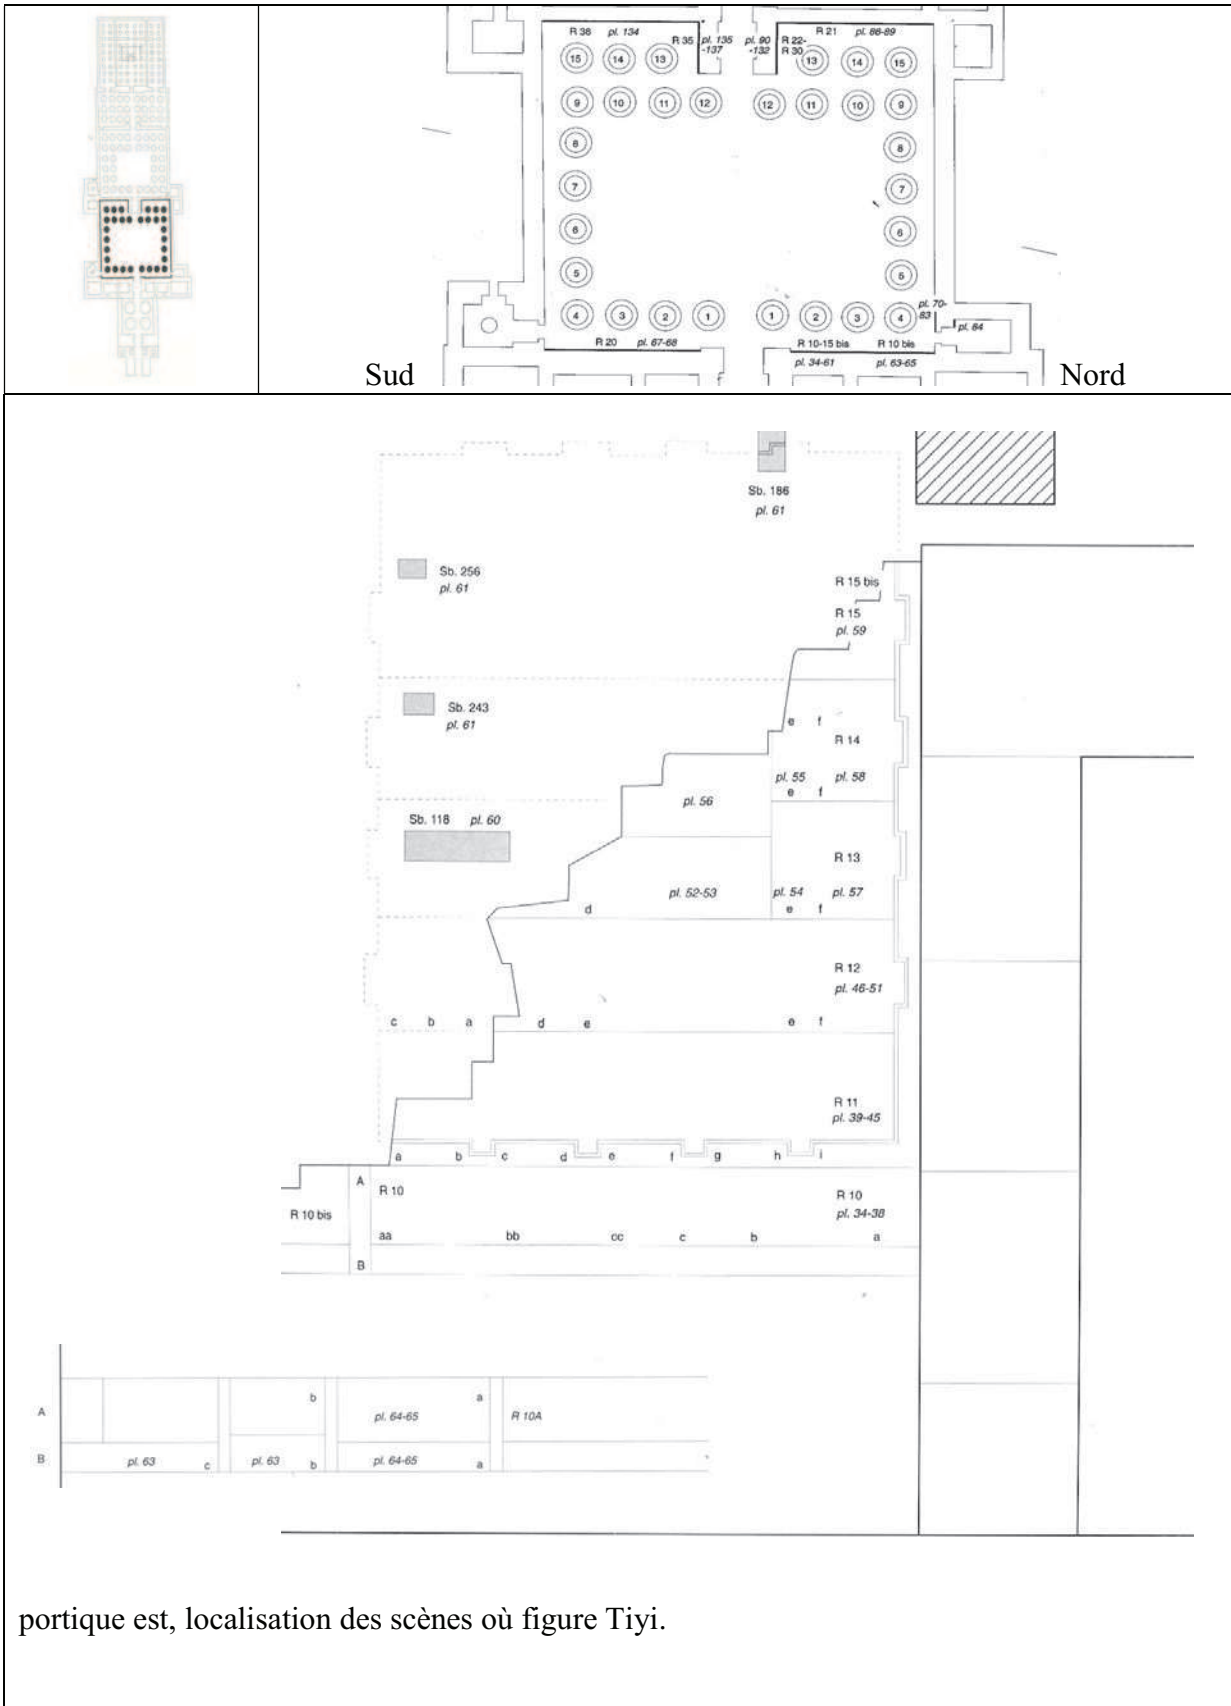 R 38 pl. 134 R 35 pl. 135 -137 pl. 90 -132 R 22- R 30 R 21 pl. 86-89
15 14 13 13 14 15
9 10 11 12 12 11 10 9
8 8
7 7
6 6
5 5
4 3 2 1 1 2 3 4 pl. 70- 83
pl. 84
R 20 pl. 67-68 R 10-15 bis R 10 bis
pl. 34-61 pl. 63-65
Sud Nord
Sb. 186
pl. 61
Sb. 256
pl. 61
R 15 bis
R 15
pl. 59
Sb. 243
pl. 61
e f
R 14
pl. 55 pl. 58
e f
pl. 56
Sb. 118 pl. 60
R 13
pl. 52-53 pl. 54 pl. 57
d e f
R 12
pl. 46-51
c b a d e e f
R 11
pl. 39-45
a b c d e f g h i
A R 10 R 10
R 10 bis pl. 34-38
aa bb cc c b a
B
b a
A pl. 64-65 R 10A
B pl. 63 c pl. 63 b pl. 64-65 a
portique est, localisation des scènes où figure Tiyi.